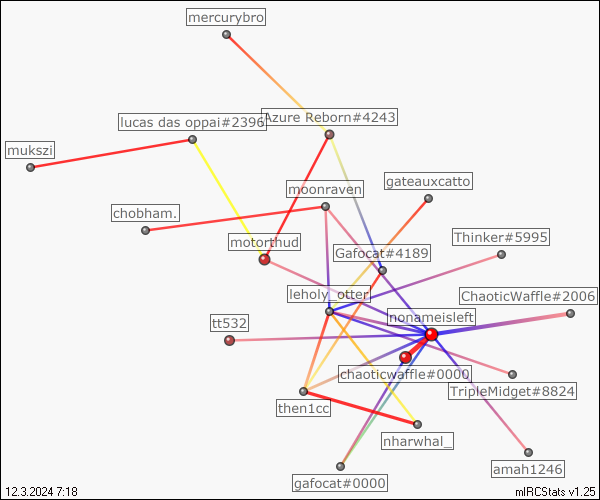 mercurybro
lucas das oppai#2396
Azure Reborn#4243
mukszi
moonraven
gateauxcatto
chobham.
motorthud
Gafocat#4189
Thinker#5995
leholy_otter
ChaoticWaffle#2006
nonameisleft
tt532
chaoticwaffle#0000
TripleMidget#8824
then1cc
nharwhal_
amah1246
gafocat#0000
12.3.2024 7:18
mIRCStats v1.25